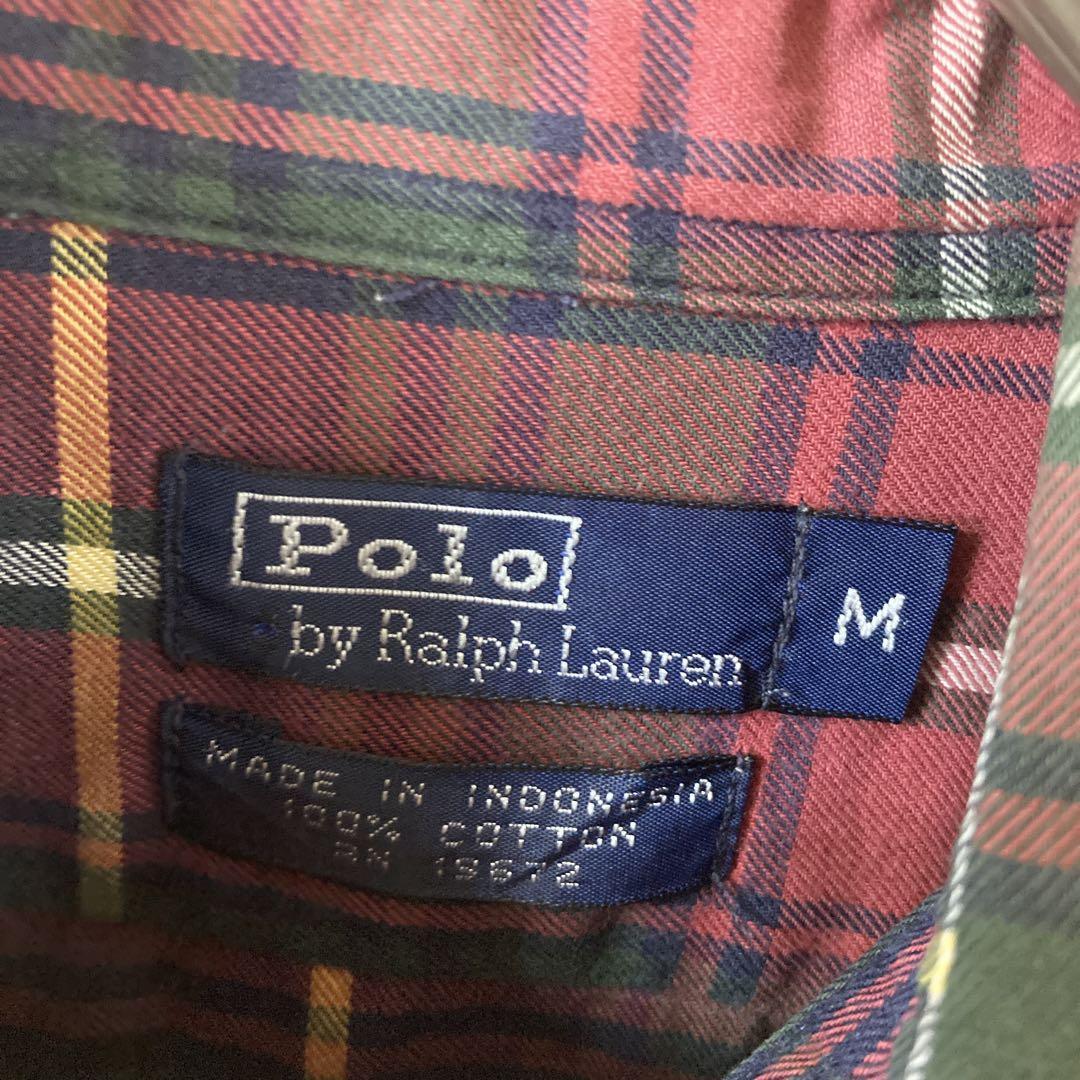 Polo
by Ralph Lauren
M
MADE IN INDONESIA
100% COTTON
RN 19672